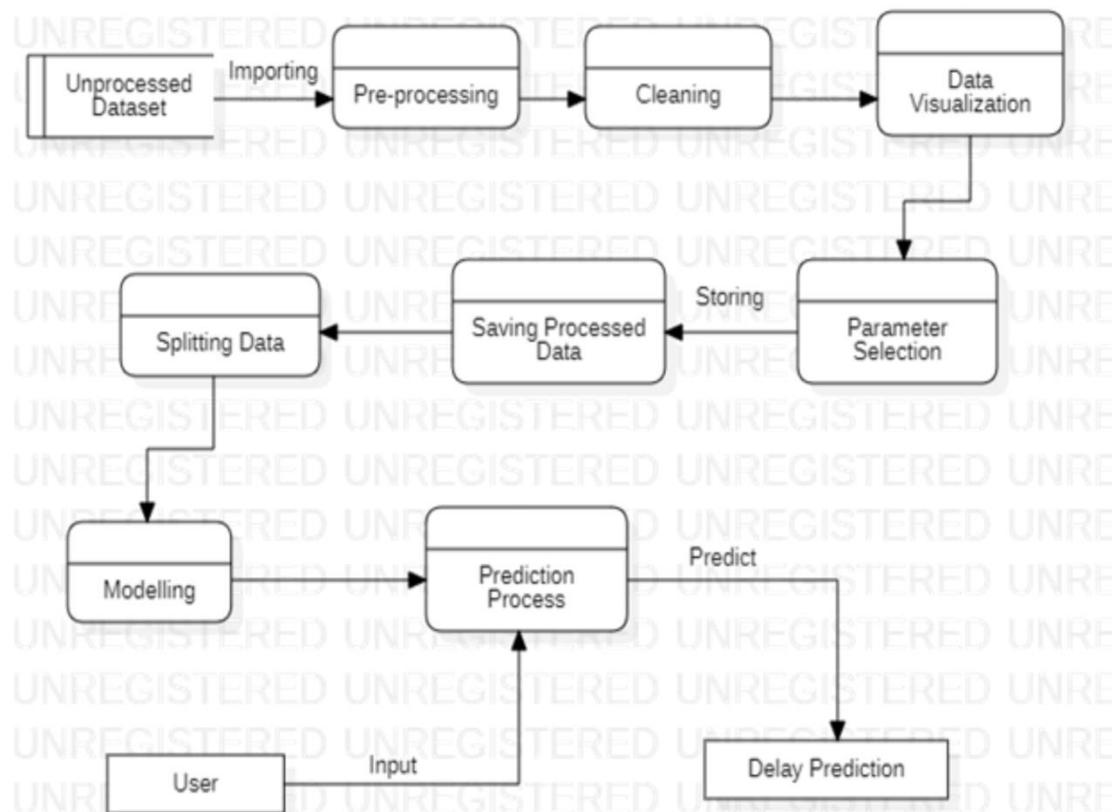 Unprocessed
Dataset
Importing
Pre-processing
Cleaning
Data
Visualization
Parameter
Selection
Storing
Saving Processed
Data
Splitting Data
Modelling
Prediction
Process
Predict
User
Input
Delay Prediction
UNREGISTERED